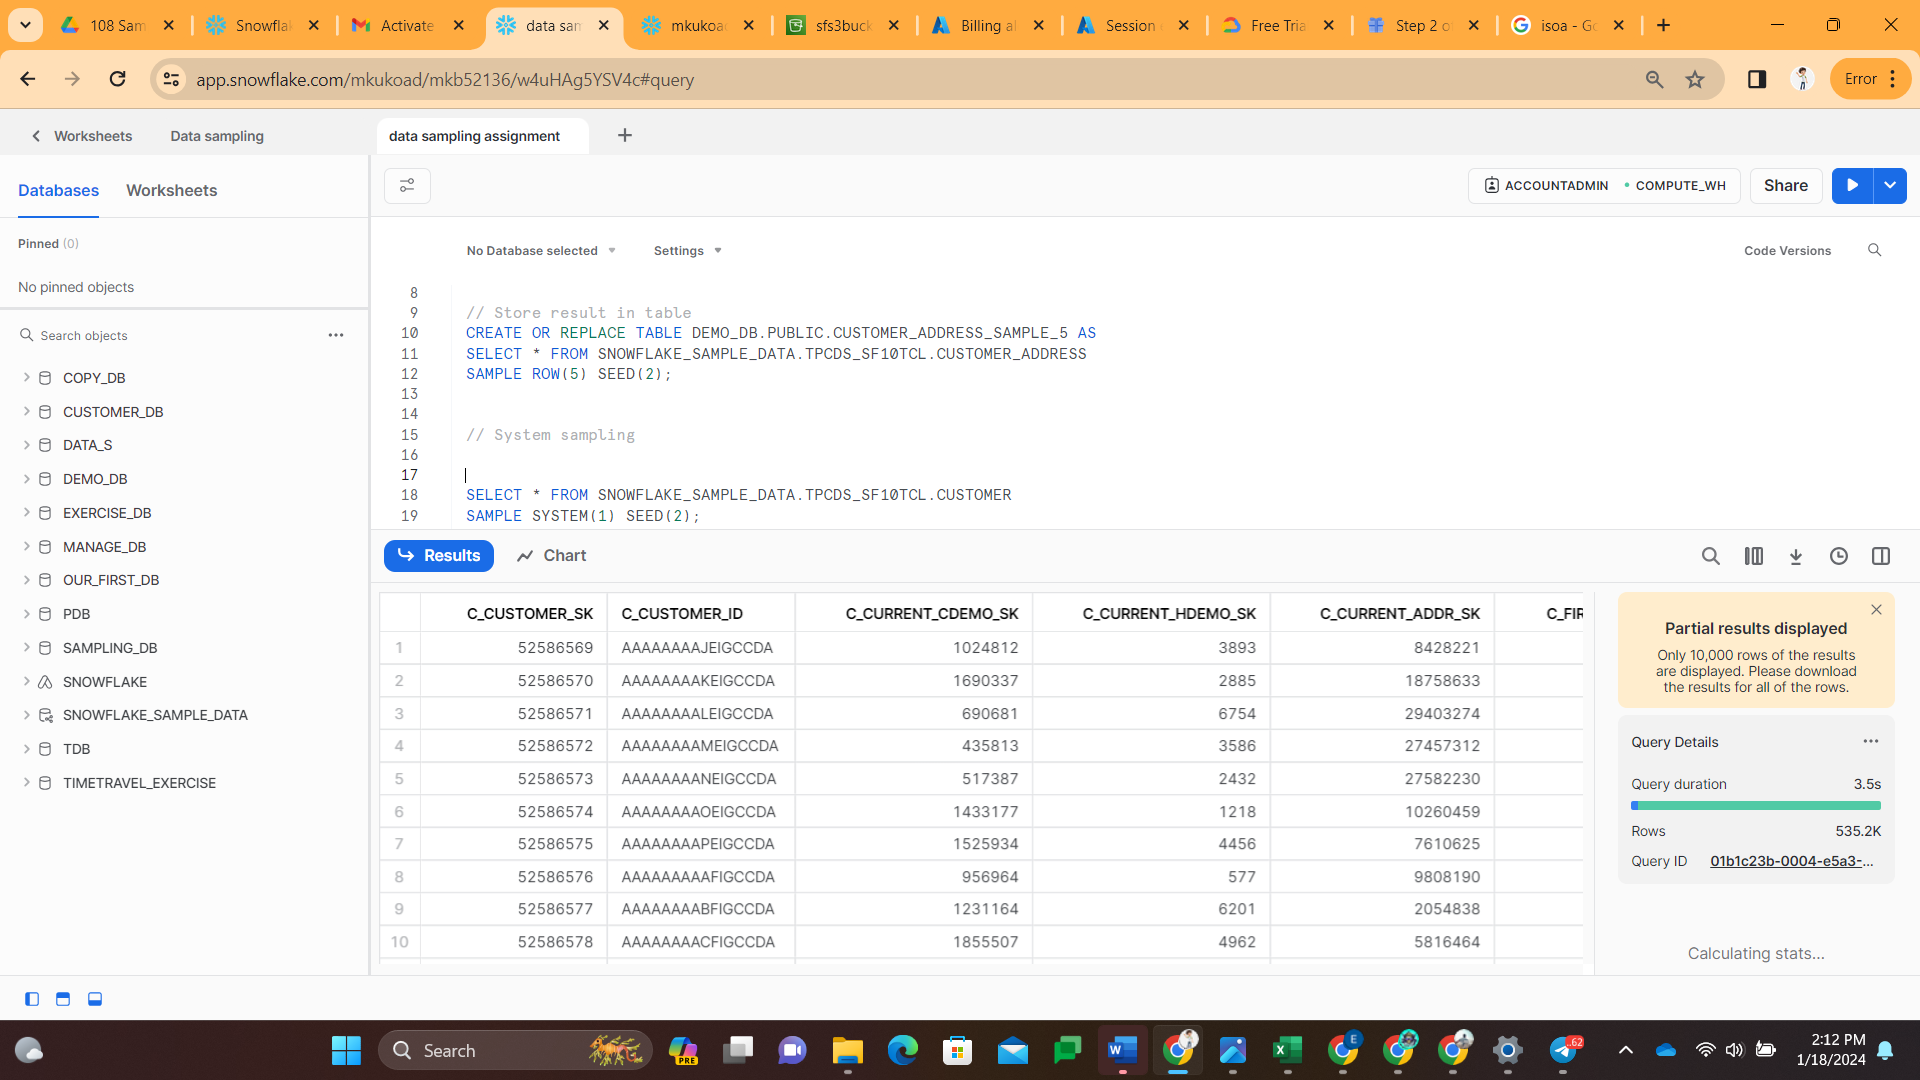 108 Sam
Snowflak
Activate
data sam
mkukoad
sfs3buck
Billing al
Session
Free Tria
Step 2 o
isoa - Go
app.snowflake.com/mkukoad/mkb52136/w4uHAg5YSV4c#query
Error
Worksheets
Data sampling
data sampling assignment
Databases
Worksheets
ACCOUNTADMIN
COMPUTE_WH
Share
Pinned (0)
No pinned objects
Search objects
COPY_DB
CUSTOMER_DB
DATA_S
DEMO_DB
EXERCISE_DB
MANAGE_DB
OUR_FIRST_DB
PDB
SAMPLING_DB
SNOWFLAKE
SNOWFLAKE_SAMPLE_DATA
TDB
TIMETRAVEL_EXERCISE
No Database selected
Settings
Code Versions
8
9 // Store result in table
10 CREATE OR REPLACE TABLE DEMO_DB.PUBLIC.CUSTOMER_ADDRESS_SAMPLE_5 AS
11 SELECT * FROM SNOWFLAKE_SAMPLE_DATA.TPCDS_SF10TCL.CUSTOMER_ADDRESS
12 SAMPLE ROW(5) SEED(2);
13
14
15 // System sampling
16
17
18 SELECT * FROM SNOWFLAKE_SAMPLE_DATA.TPCDS_SF10TCL.CUSTOMER
19 SAMPLE SYSTEM(1) SEED(2);
Results
Chart
C_CUSTOMER_SK C_CUSTOMER_ID C_CURRENT_CDEMO_SK C_CURRENT_HDEMO_SK C_CURRENT_ADDR_SK C_FIR
1 52586569 AAAAAAAAJEIGCCDA 1024812 3893 8428221
2 52586570 AAAAAAAAKEIGCCDA 1690337 2885 18758633
3 52586571 AAAAAAAALEIGCCDA 690681 6754 29403274
4 52586572 AAAAAAAAMEIGCCDA 435813 3586 27457312
5 52586573 AAAAAAAANEIGCCDA 517387 2432 27582230
6 52586574 AAAAAAAAOEIGCCDA 1433177 1218 10260459
7 52586575 AAAAAAAAPEIGCCDA 1525934 4456 7610625
8 52586576 AAAAAAAAAFIGCCDA 956964 577 9808190
9 52586577 AAAAAAAABFIGCCDA 1231164 6201 2054838
10 52586578 AAAAAAAACFIGCCDA 1855507 4962 5816464
Partial results displayed
Only 10,000 rows of the results
are displayed. Please download
the results for all of the rows.
Query Details
Query duration 3.5s
Rows 535.2K
Query ID 01b1c23b-0004-e5a3-...
Calculating stats...
Search
PRE
E
62
2:12 PM
1/18/2024